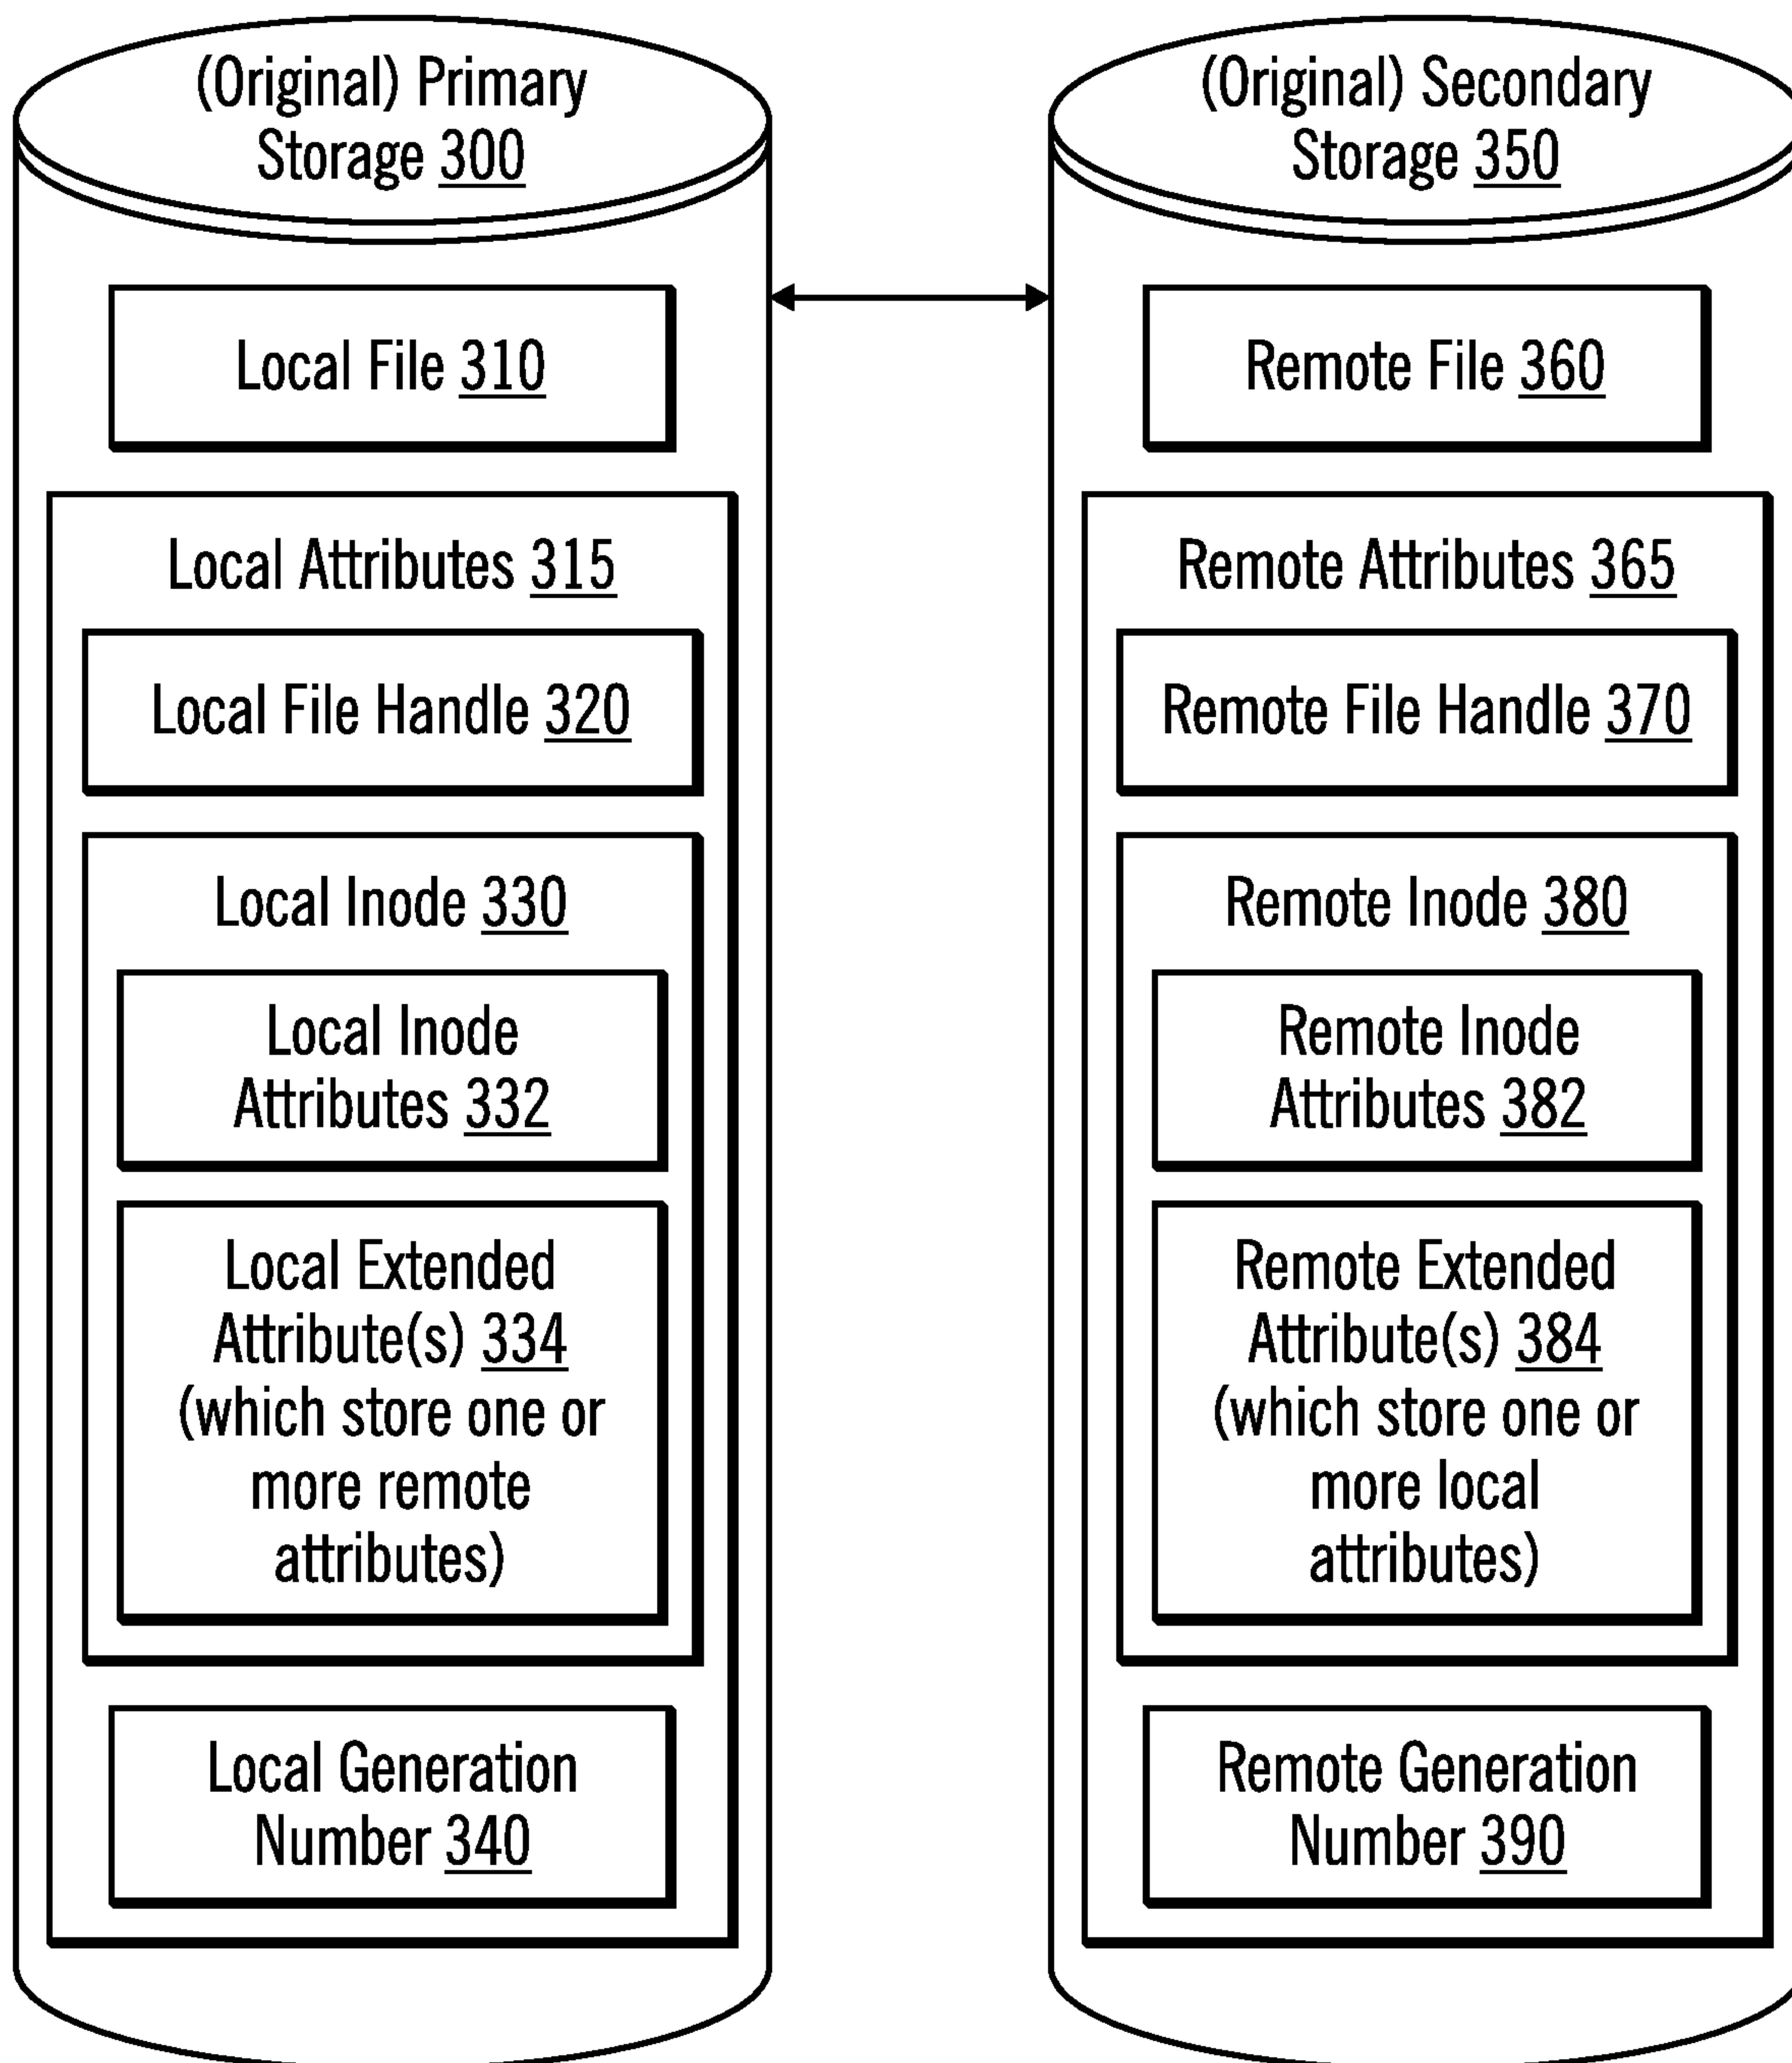 (Original) Primary
Storage 300
Local File 310
Local Attributes 315
Local File Handle 320
Local Inode 330
Local Inode
Attributes 332
Local Extended
Attribute(s) 334
(which store one or
more remote
attributes)
Local Generation
Number 340
(Original) Secondary
Storage 350
Remote File 360
Remote Attributes 365
Remote File Handle 370
Remote Inode 380
Remote Inode
Attributes 382
Remote Extended
Attribute(s) 384
(which store one or
more local
attributes)
Remote Generation
Number 390